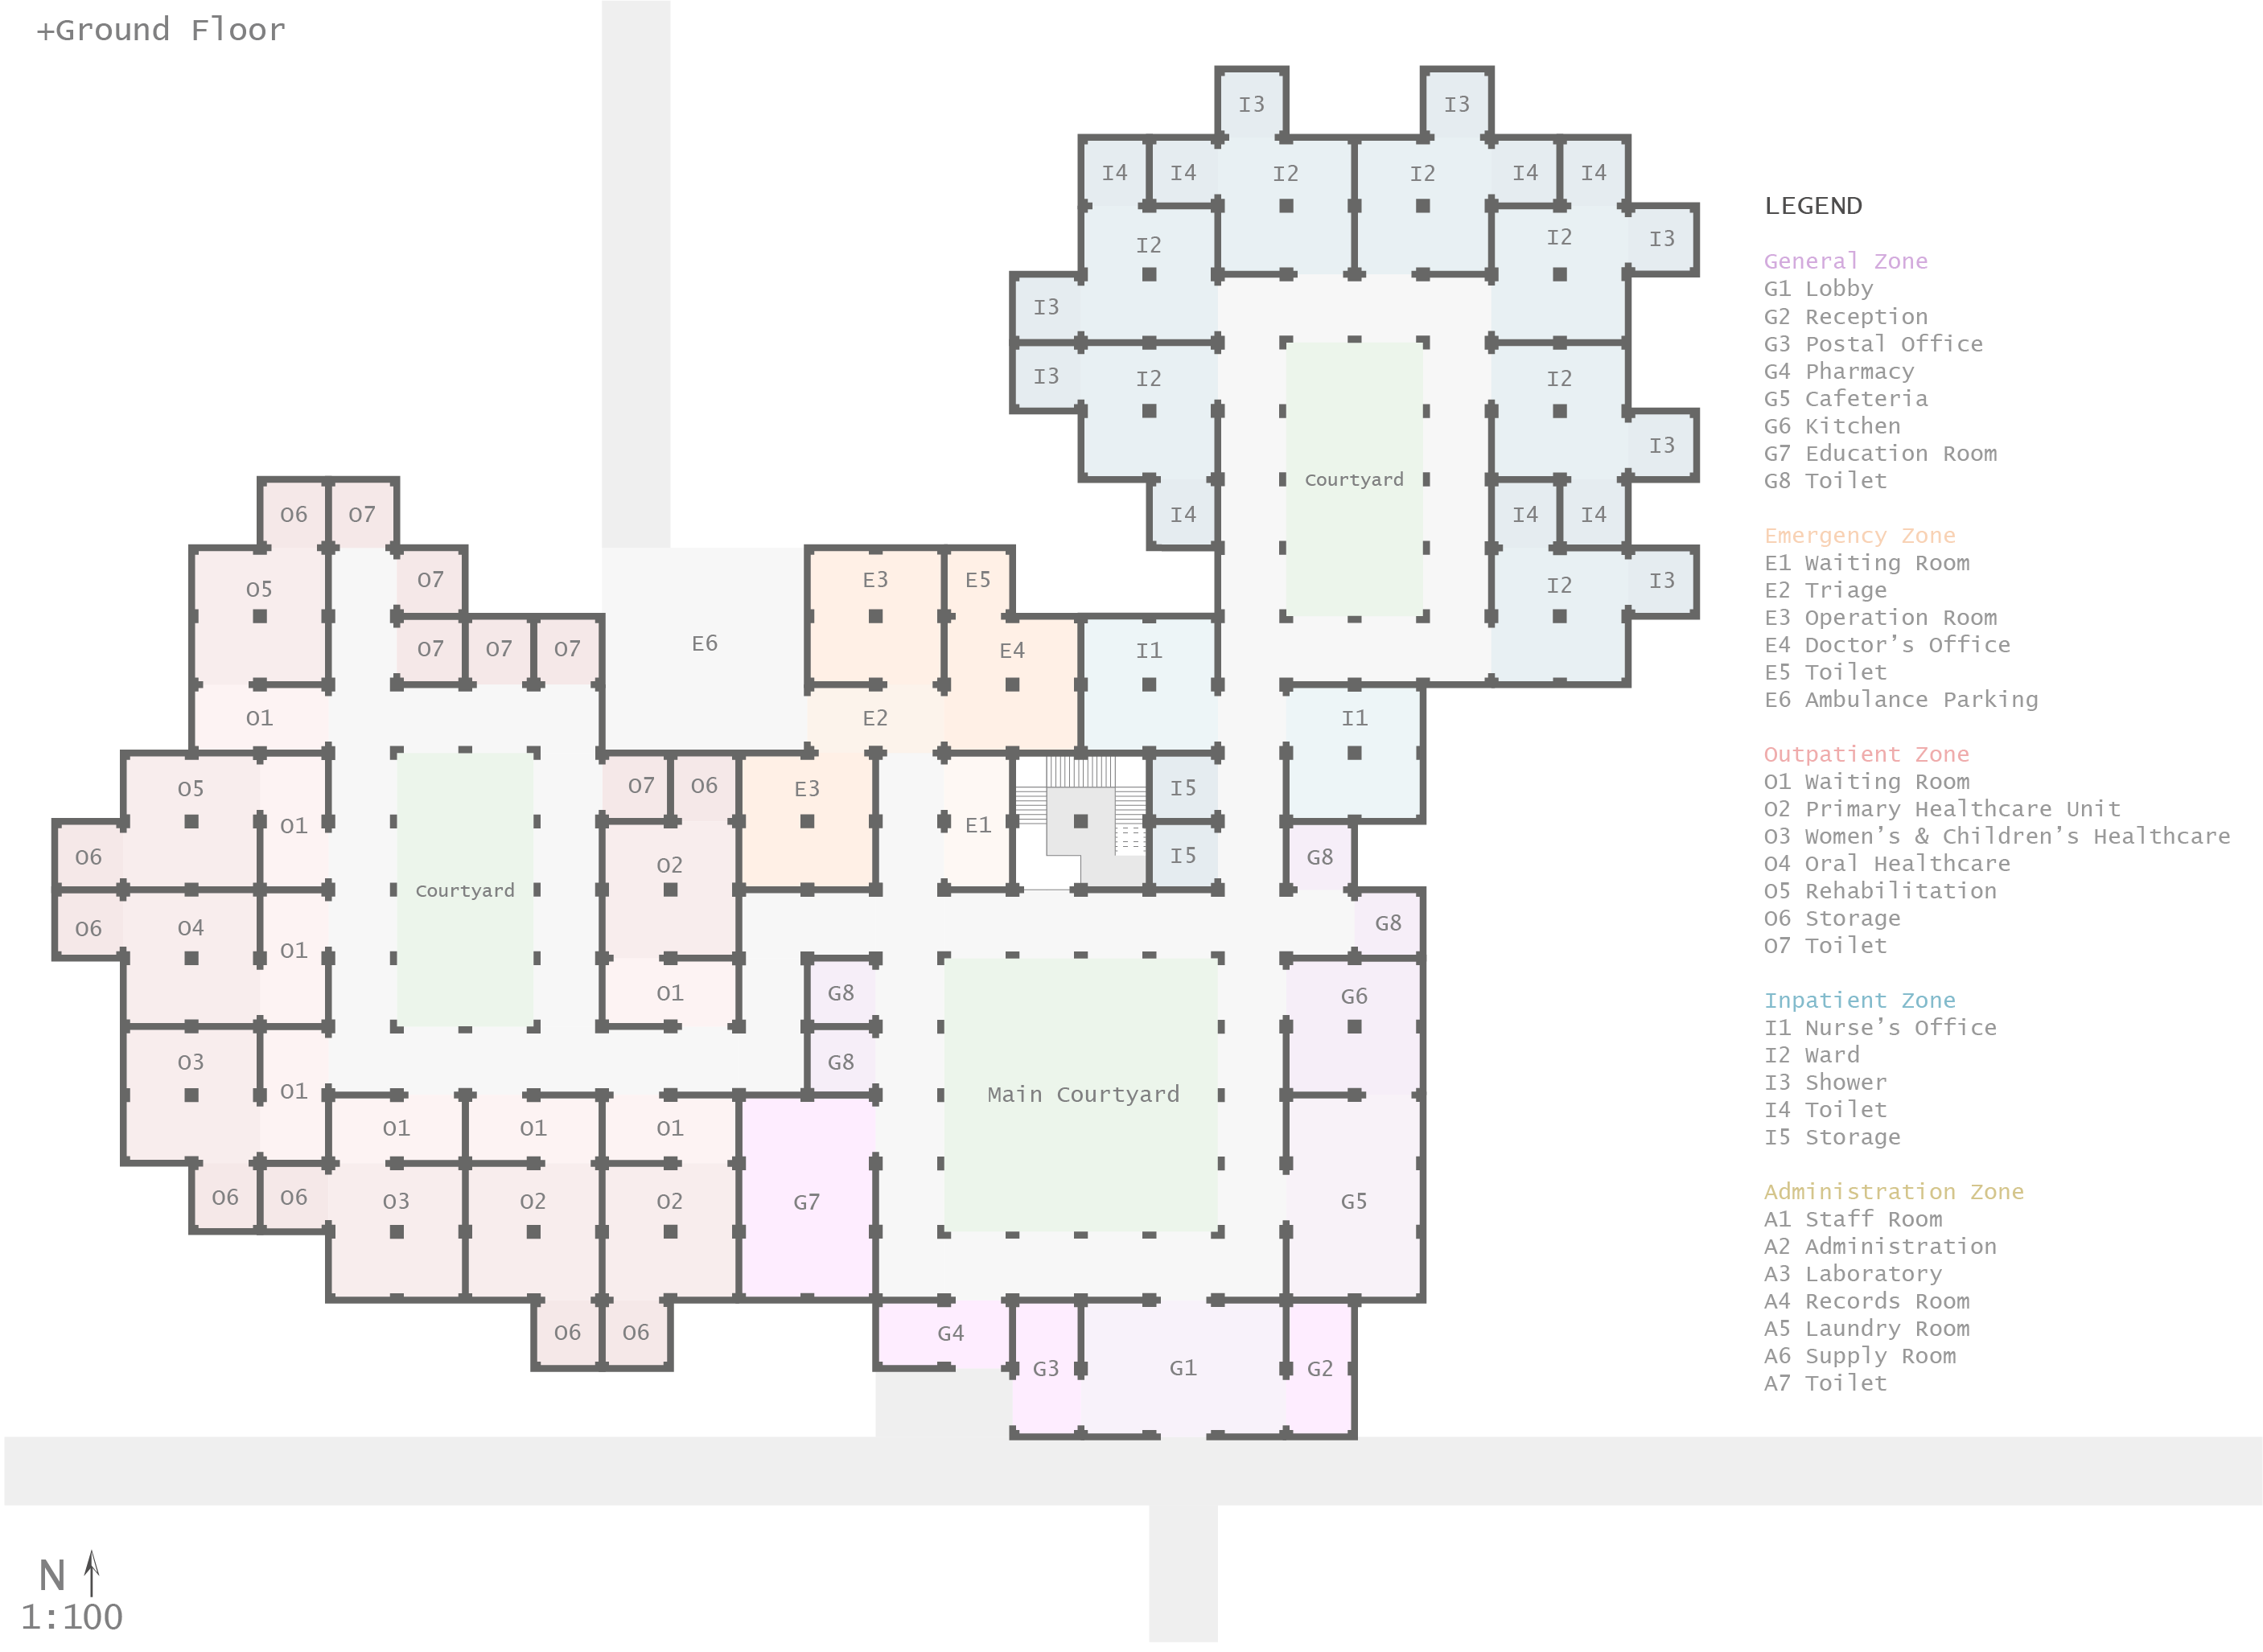 +Ground Floor
I3 I3
I4 I4 I2 I2 I4 I4
I2 I2 I3
I3
I3 I2 I2
I3
Courtyard
O6 O7 I4 I4 I4
O5 O7 E3 E5 I2 I3
O7 O7 O7 E6 E4 I1
O1 E2 I1
O5 O7 O6 E3 I5
O1 E1
O6 O2 I5 G8
Courtyard
O6 O4 G8
O1
O1 G8 G6
O3 G8
O1 Main Courtyard
O1 O1 O1
O6 O6 O3 O2 O2 G7 G5
O6 O6 G4
G3 G1 G2
LEGEND
General Zone
G1 Lobby
G2 Reception
G3 Postal Office
G4 Pharmacy
G5 Cafeteria
G6 Kitchen
G7 Education Room
G8 Toilet
Emergency Zone
E1 Waiting Room
E2 Triage
E3 Operation Room
E4 Doctor’s Office
E5 Toilet
E6 Ambulance Parking
Outpatient Zone
O1 Waiting Room
O2 Primary Healthcare Unit
O3 Women’s & Children’s Healthcare
O4 Oral Healthcare
O5 Rehabilitation
O6 Storage
O7 Toilet
Inpatient Zone
I1 Nurse’s Office
I2 Ward
I3 Shower
I4 Toilet
I5 Storage
Administration Zone
A1 Staff Room
A2 Administration
A3 Laboratory
A4 Records Room
A5 Laundry Room
A6 Supply Room
A7 Toilet
N
1:100